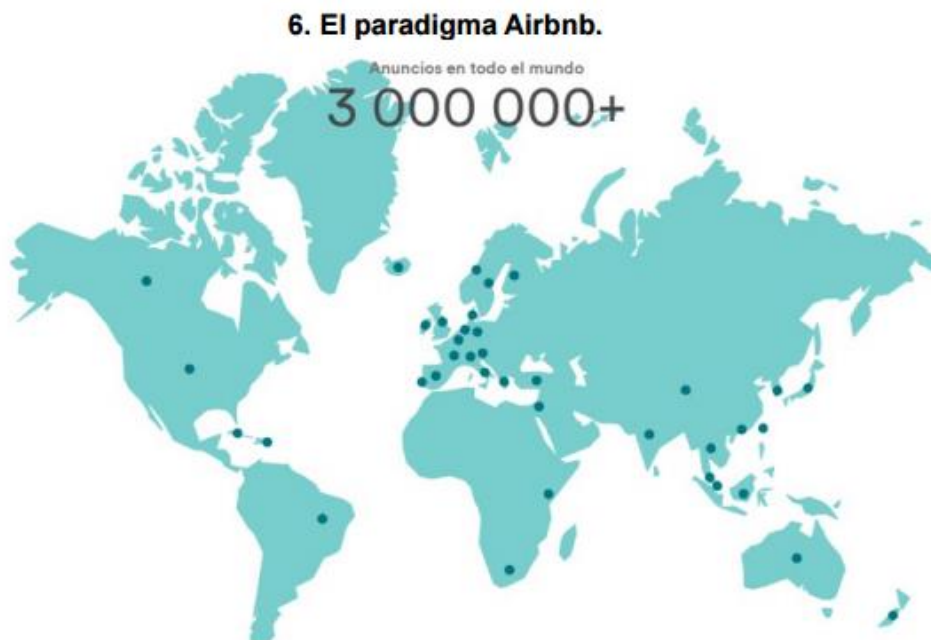 6. El paradigma Airbnb.
Anuncios en todo el mundo
3 000 000+